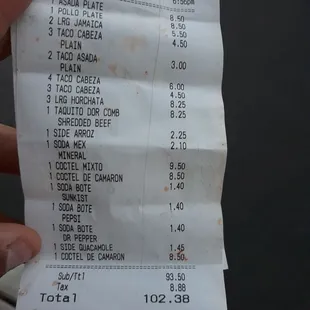 1 ASADA PLATE 6:56pm
1 POLLO PLATE 8.50
2 LRG JAMAICA 8.50
3 TACO CABEZA 5.50
PLAIN 4.50
2 TACO ASADA
PLAIN 3.00
4 TACO CABEZA
3 TACO CABEZA 6.00
3 LRG HORCHATA 4.50
1 TAQUITO DOR COMB 8.25
SHREDDED BEEF 8.25
1 SIDE ARROZ 2.25
1 SODA MEX 2.10
MINERAL
1 COCTEL MIXTO 9.50
1 COCTEL DE CAMARON 8.50
1 SODA BOTE 1.40
SUNKIST
1 SODA BOTE 1.40
PEPSI
1 SODA BOTE 1.40
DR PEPPER
1 SIDE GUACAMOLE 1.45
1 COCTEL DE CAMARON 8.50
Sub/Ttl 93.50
Tax 8.88
Total 102.38